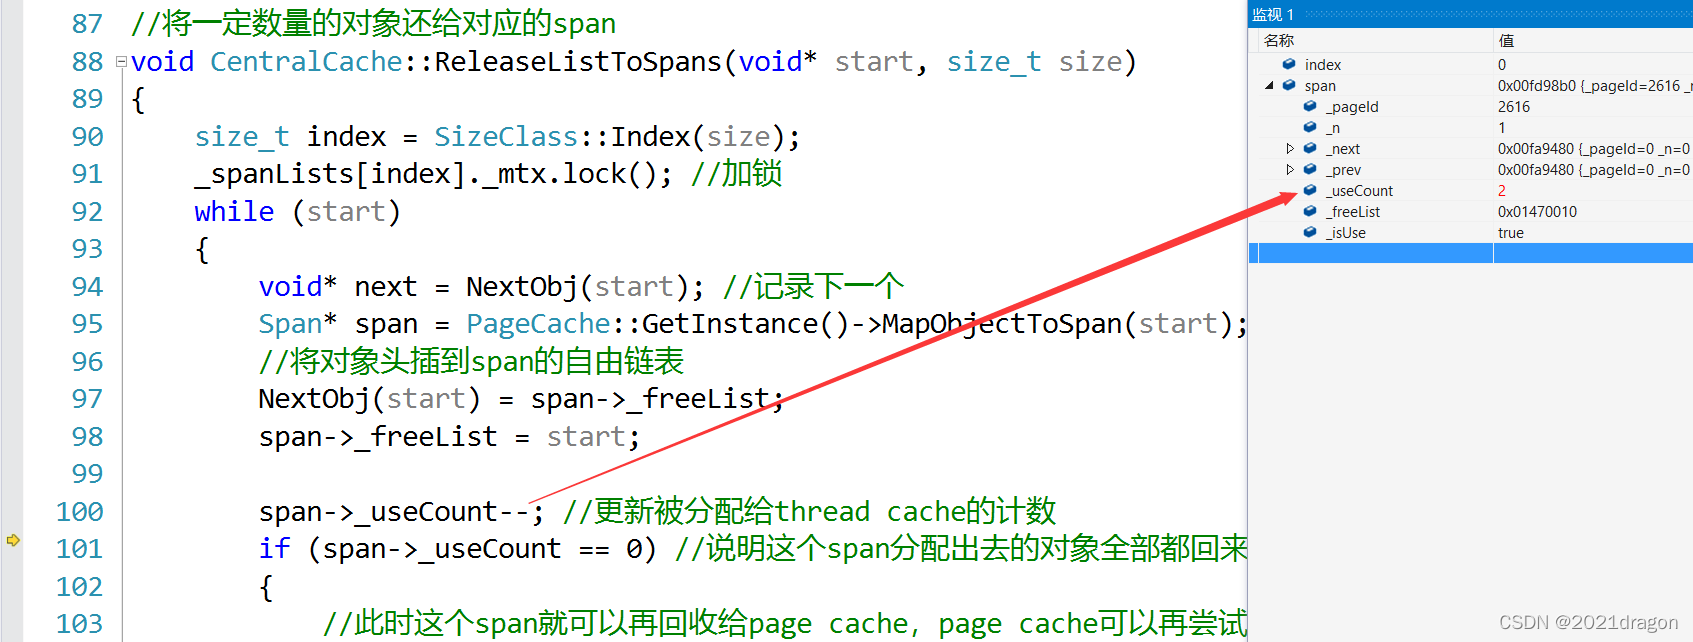 87 //将一定数量的对象还给对应的span
88 void CentralCache::ReleaseListToSpans(void* start, size_t size)
89 {
90 size_t index = SizeClass::Index(size);
91 _spanLists[index]._mtx.lock(); //加锁
92 while (start)
93 {
94 void* next = NextObj(start); //记录下一个
95 Span* span = PageCache::GetInstance()->MapObjectToSpan(start);
96 //将对象头插到span的自由链表
97 NextObj(start) = span->_freeList;
98 span->_freeList = start;
99
100 span->_useCount--; //更新被分配给thread cache的计数
101 if (span->_useCount == 0) //说明这个span分配出去的对象全部都回来
102 {
103 //此时这个span就可以再回收给page cache, page cache可以再尝试
监视 1
名称 值
index 0
span 0x00fd98b0 {_pageId=2616 _n
_pageId 2616
_n 1
_next 0x00fa9480 {_pageId=0 _n=0
_prev 0x00fa9480 {_pageId=0 _n=0
_useCount 2
_freeList 0x01470010
_isUse true
CSDN @2021dragon